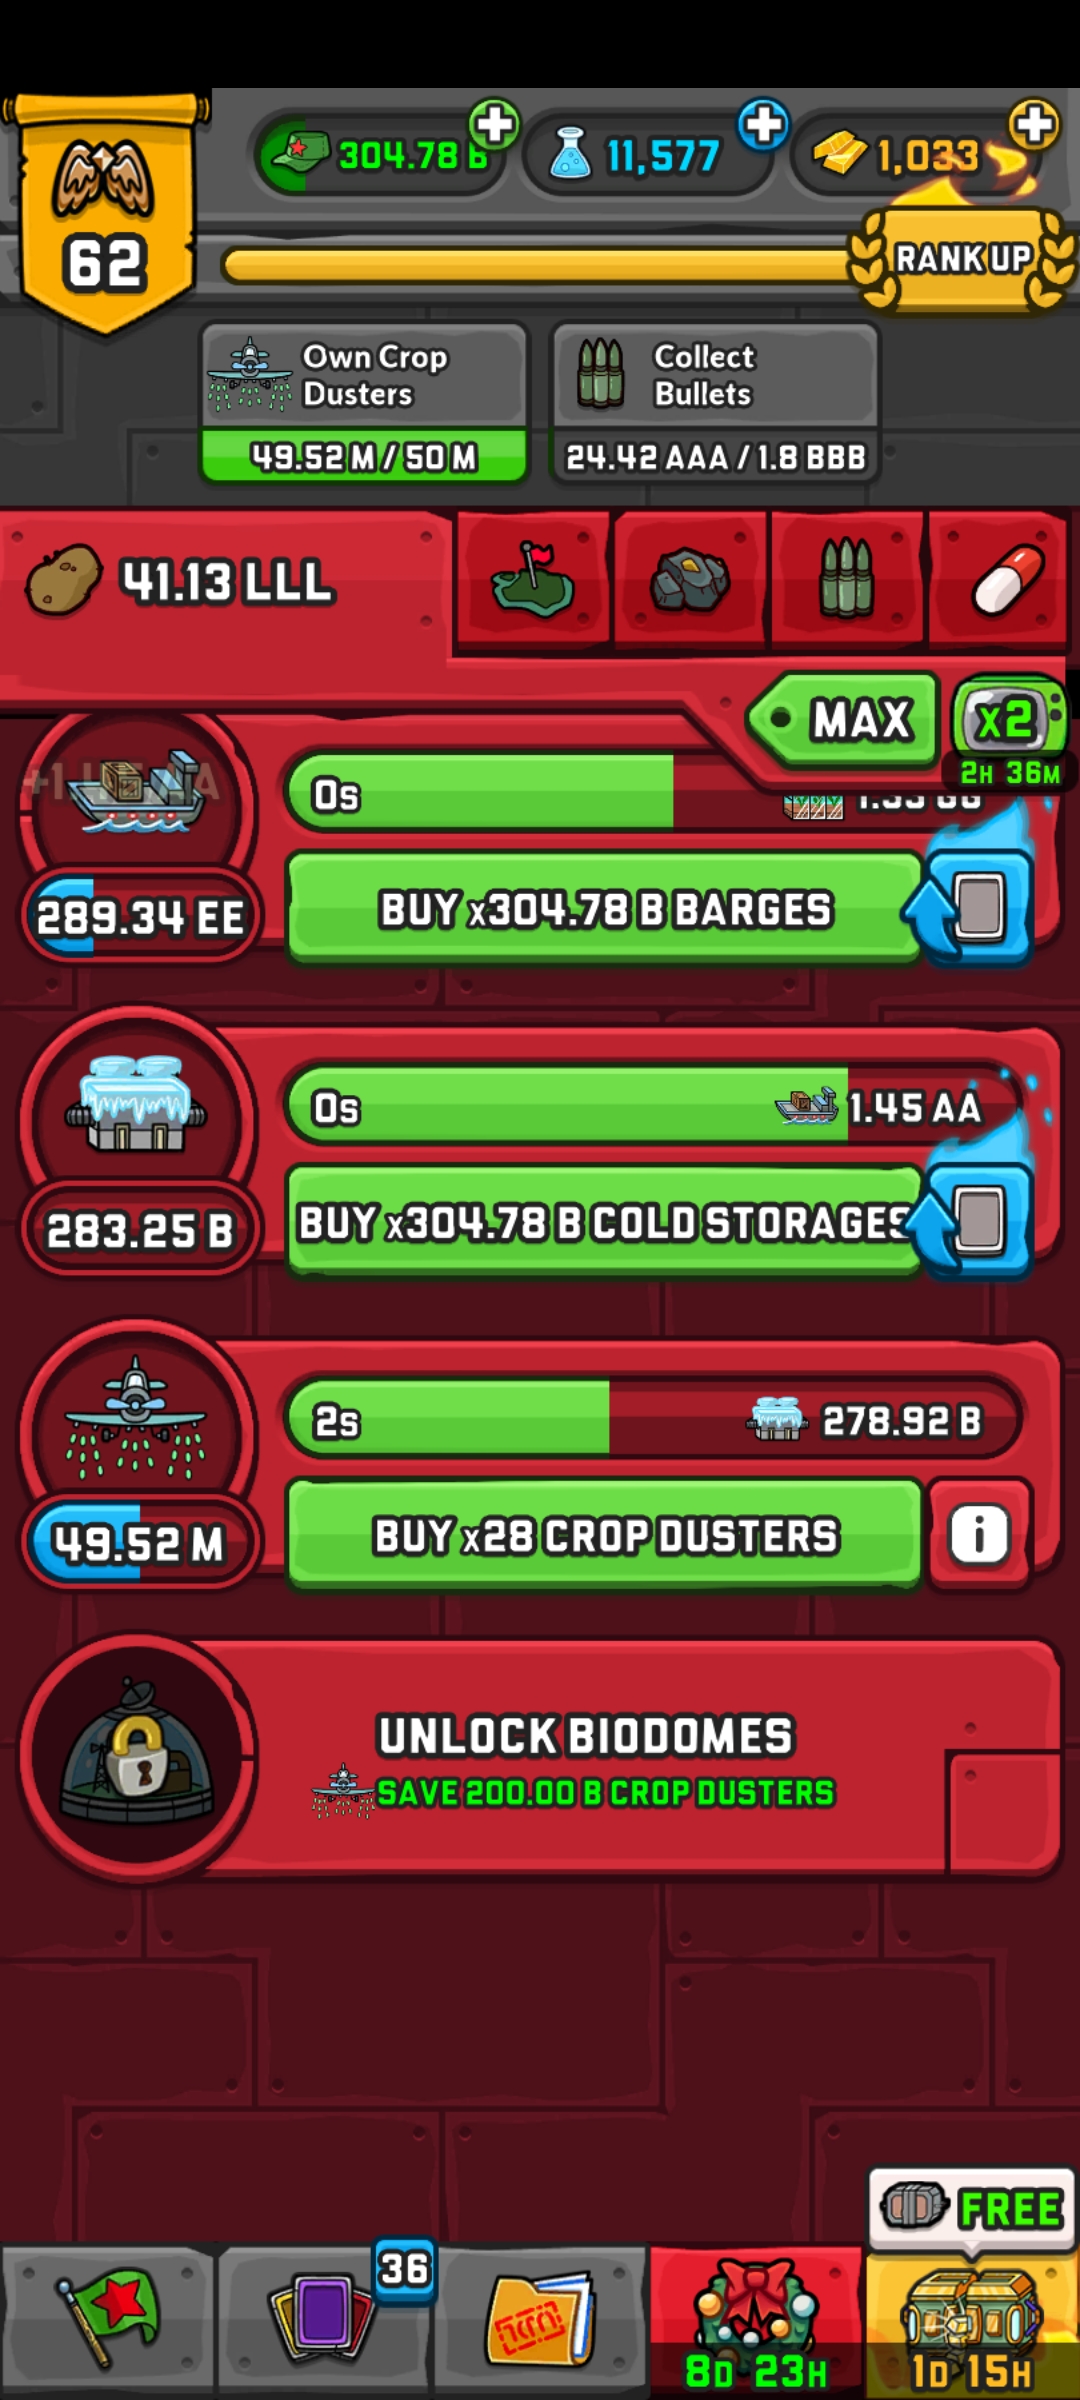 304.78 B
11,577
1,033
62
RANK UP
Own Crop
Dusters
49.52 M / 50 M
Collect
Bullets
24.42 AAA / 1.8 BBB
41.13 LLL
MAX
x2
2H 36M
0s
289.34 EE
BUY x304.78 B BARGES
0s
1.45 AA
283.25 B
BUY x304.78 B COLD STORAGES
2s
278.92 B
49.52 M
BUY x28 CROP DUSTERS
i
UNLOCK BIODOMES
SAVE 200.00 B CROP DUSTERS
FREE
36
8D 23H
1D 15H